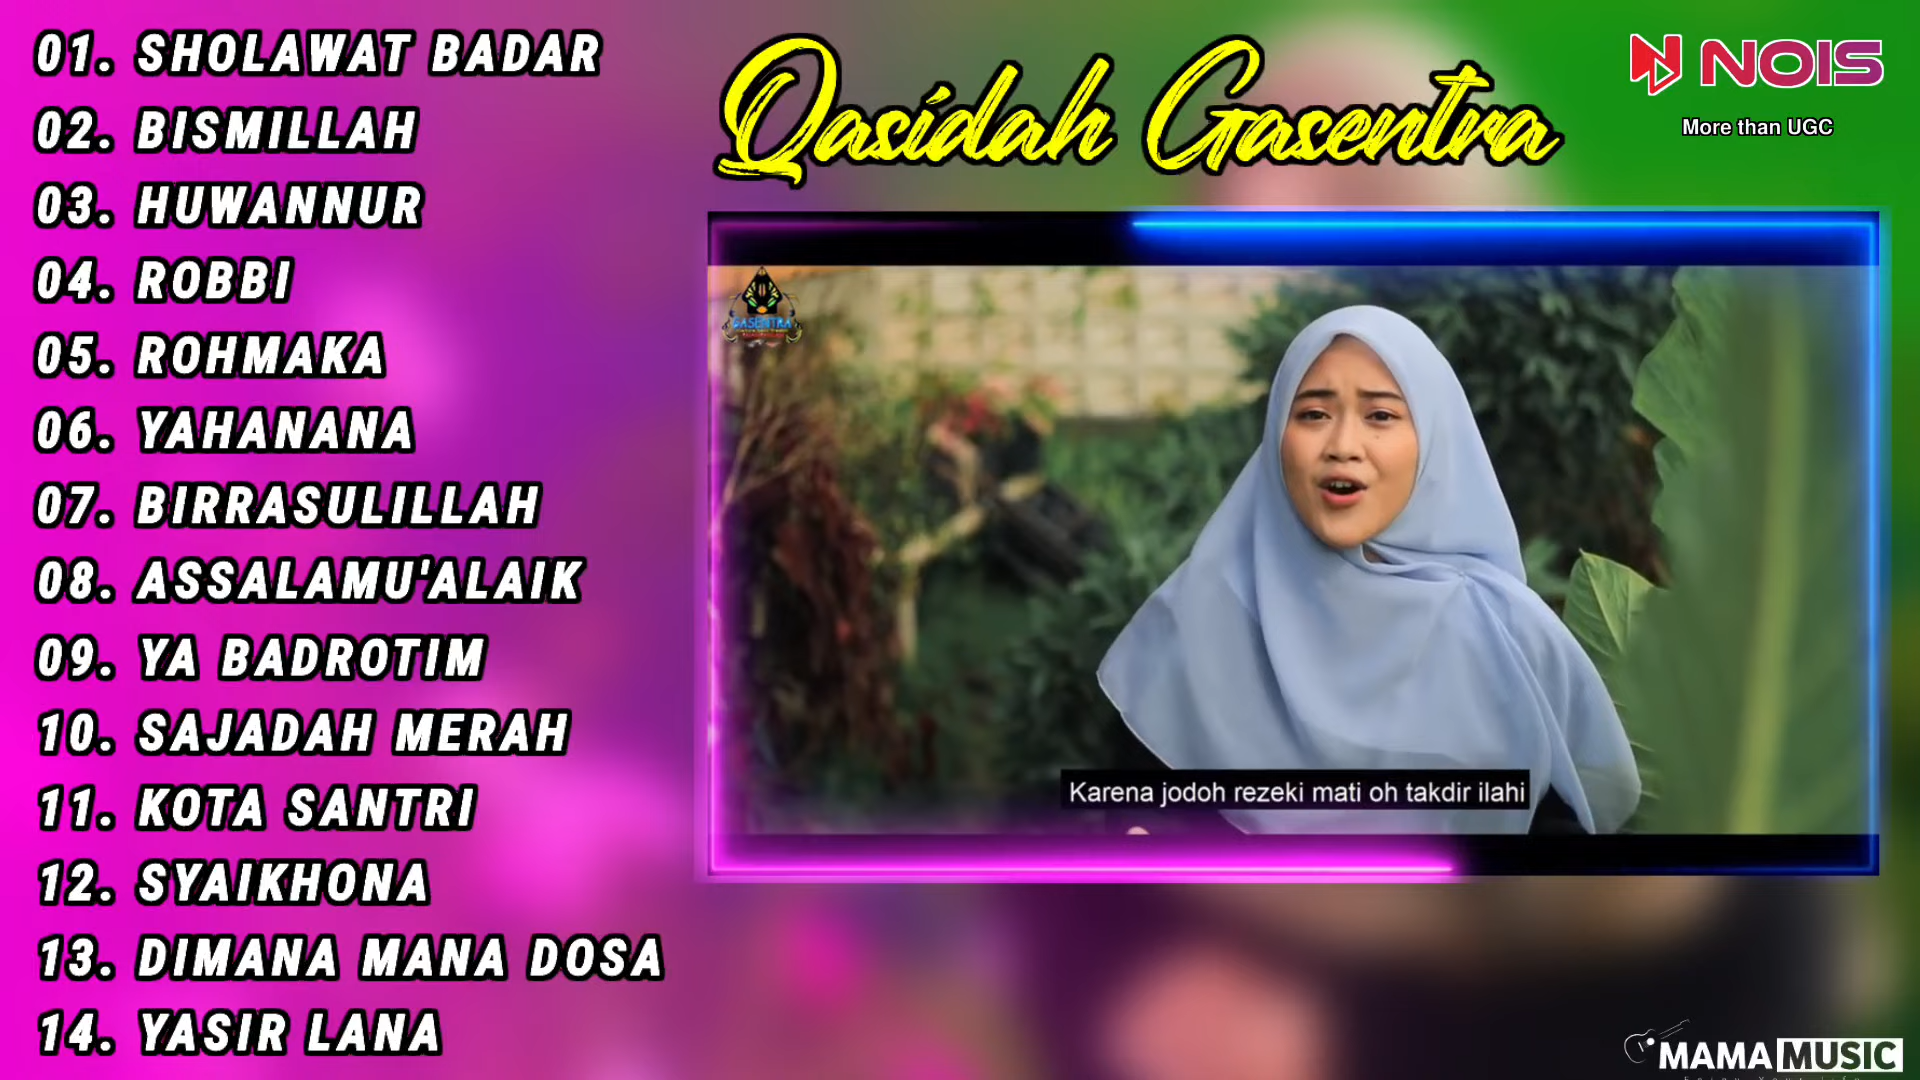 01. SHOLAWAT BADAR
02. BISMILLAH
03. HUWANNUR
04. ROBBI
05. ROHMAKA
06. YAHANANA
07. BIRRASULILLAH
08. ASSALAMU'ALAIK
09. YA BADROTIM
10. SAJADAH MERAH
11. KOTA SANTRI
12. SYAIKHONA
13. DIMANA MANA DOSA
14. YASIR LANA
Qasidah Gasentra
NOIS
More than UGC
GASENTRA
Karena jodoh rezeki mati oh takdir ilahi
MAMA MUSIC